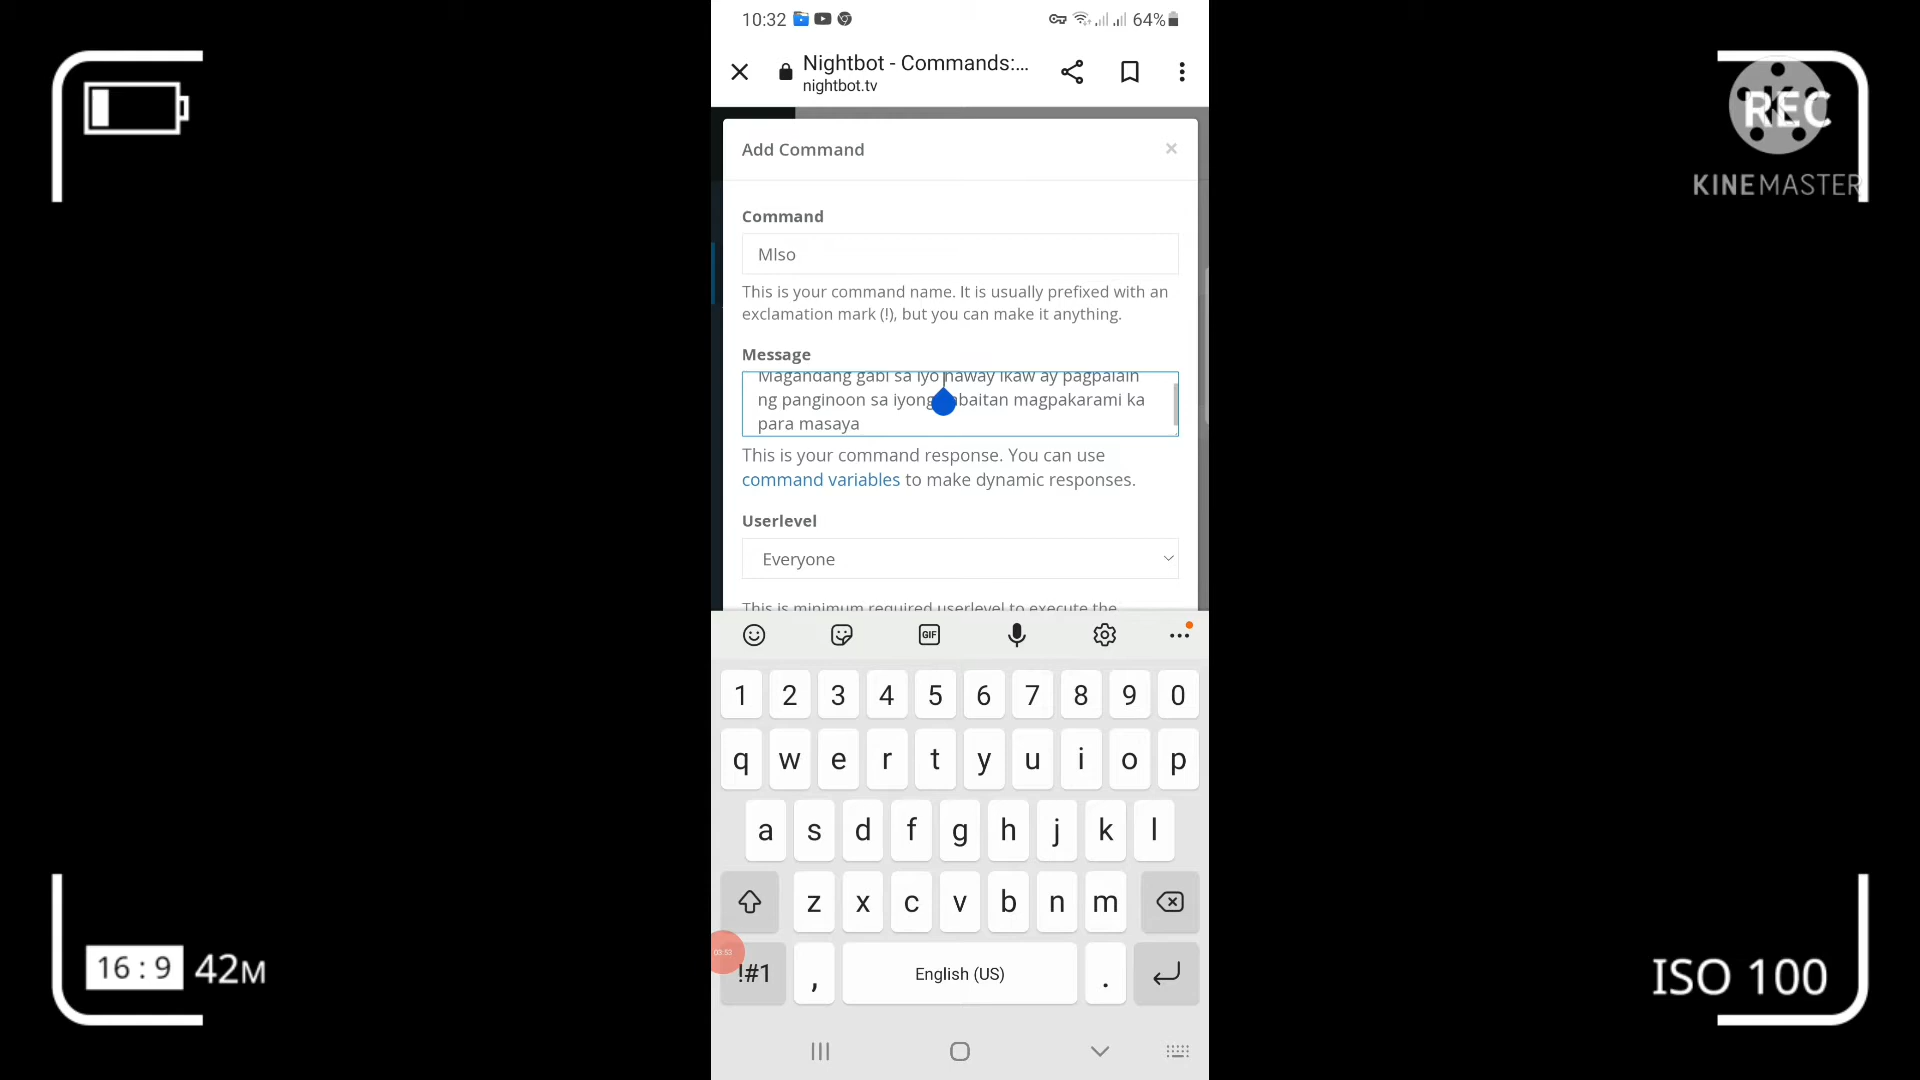 10:32
64%
Nightbot - Commands:...
nightbot.tv
REC
KINEMASTER
Add Command
Command
Mlso
This is your command name. It is usually prefixed with an
exclamation mark (!), but you can make it anything.
Message
Magandang gabi sa iyo naway ikaw ay pagpalain
ng panginoon sa iyong baitan magpakarami ka
para masaya
This is your command response. You can use
command variables to make dynamic responses.
Userlevel
Everyone
This is minimum required userlevel to execute the
GIF
1 2 3 4 5 6 7 8 9 0
q w e r t y u i o p
a s d f g h j k l
z x c v b n m
03:53
!#1 , English (US) .
16:9 42M
ISO 100